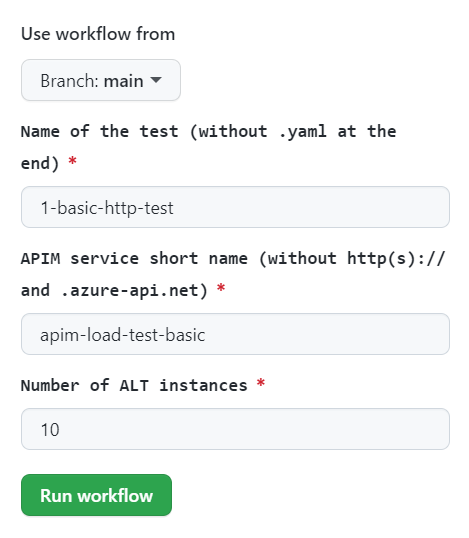 Use workflow from
Branch: main
Name of the test (without .yaml at the
end) *
1-basic-http-test
APIM service short name (without http(s)://
and .azure-api.net) *
apim-load-test-basic
Number of ALT instances *
10
Run workflow